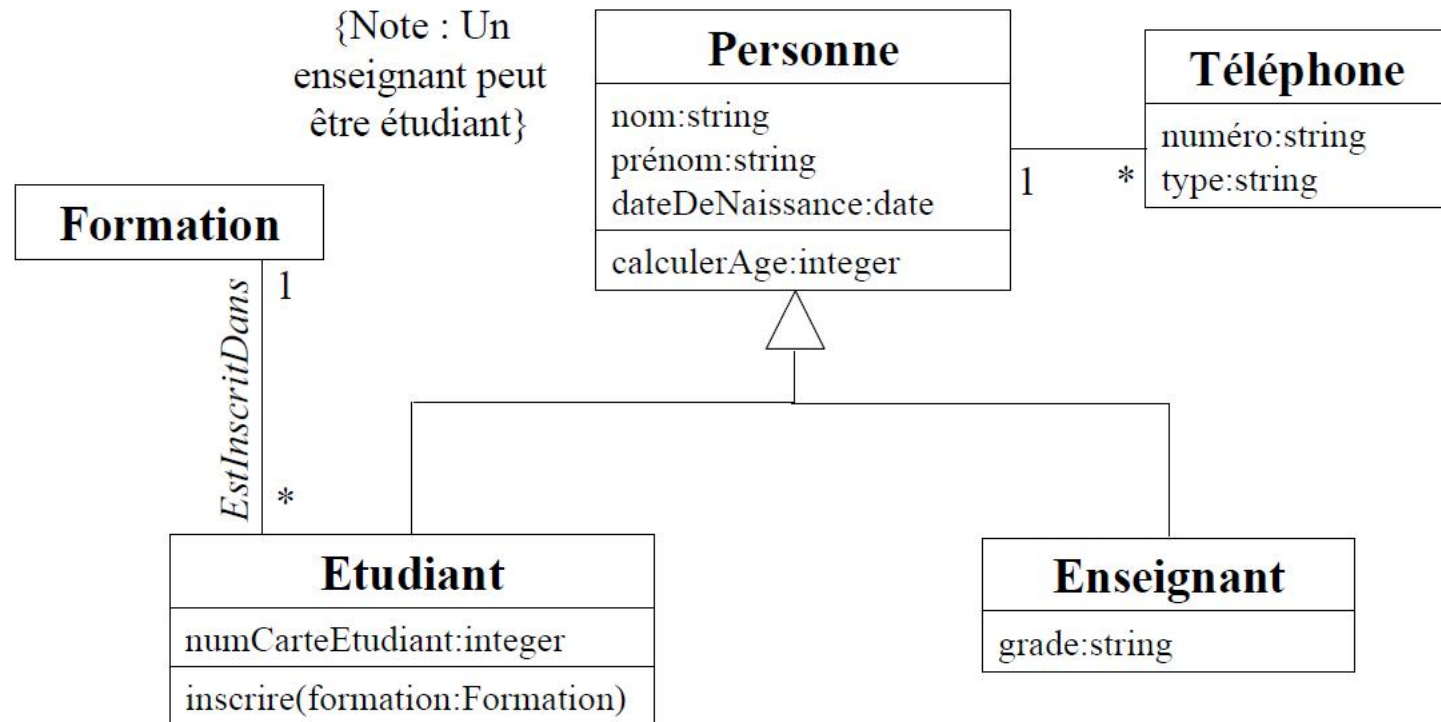 {Note : Un
enseignant peut
être étudiant}
Personne
nom:string
prénom:string
dateDeNaissance:date
calculerAge:integer
Téléphone
numéro:string
type:string
1
*
Formation
1
EstInscritDans
*
Etudiant
numCarteEtudiant:integer
inscrire(formation:Formation)
Enseignant
grade:string